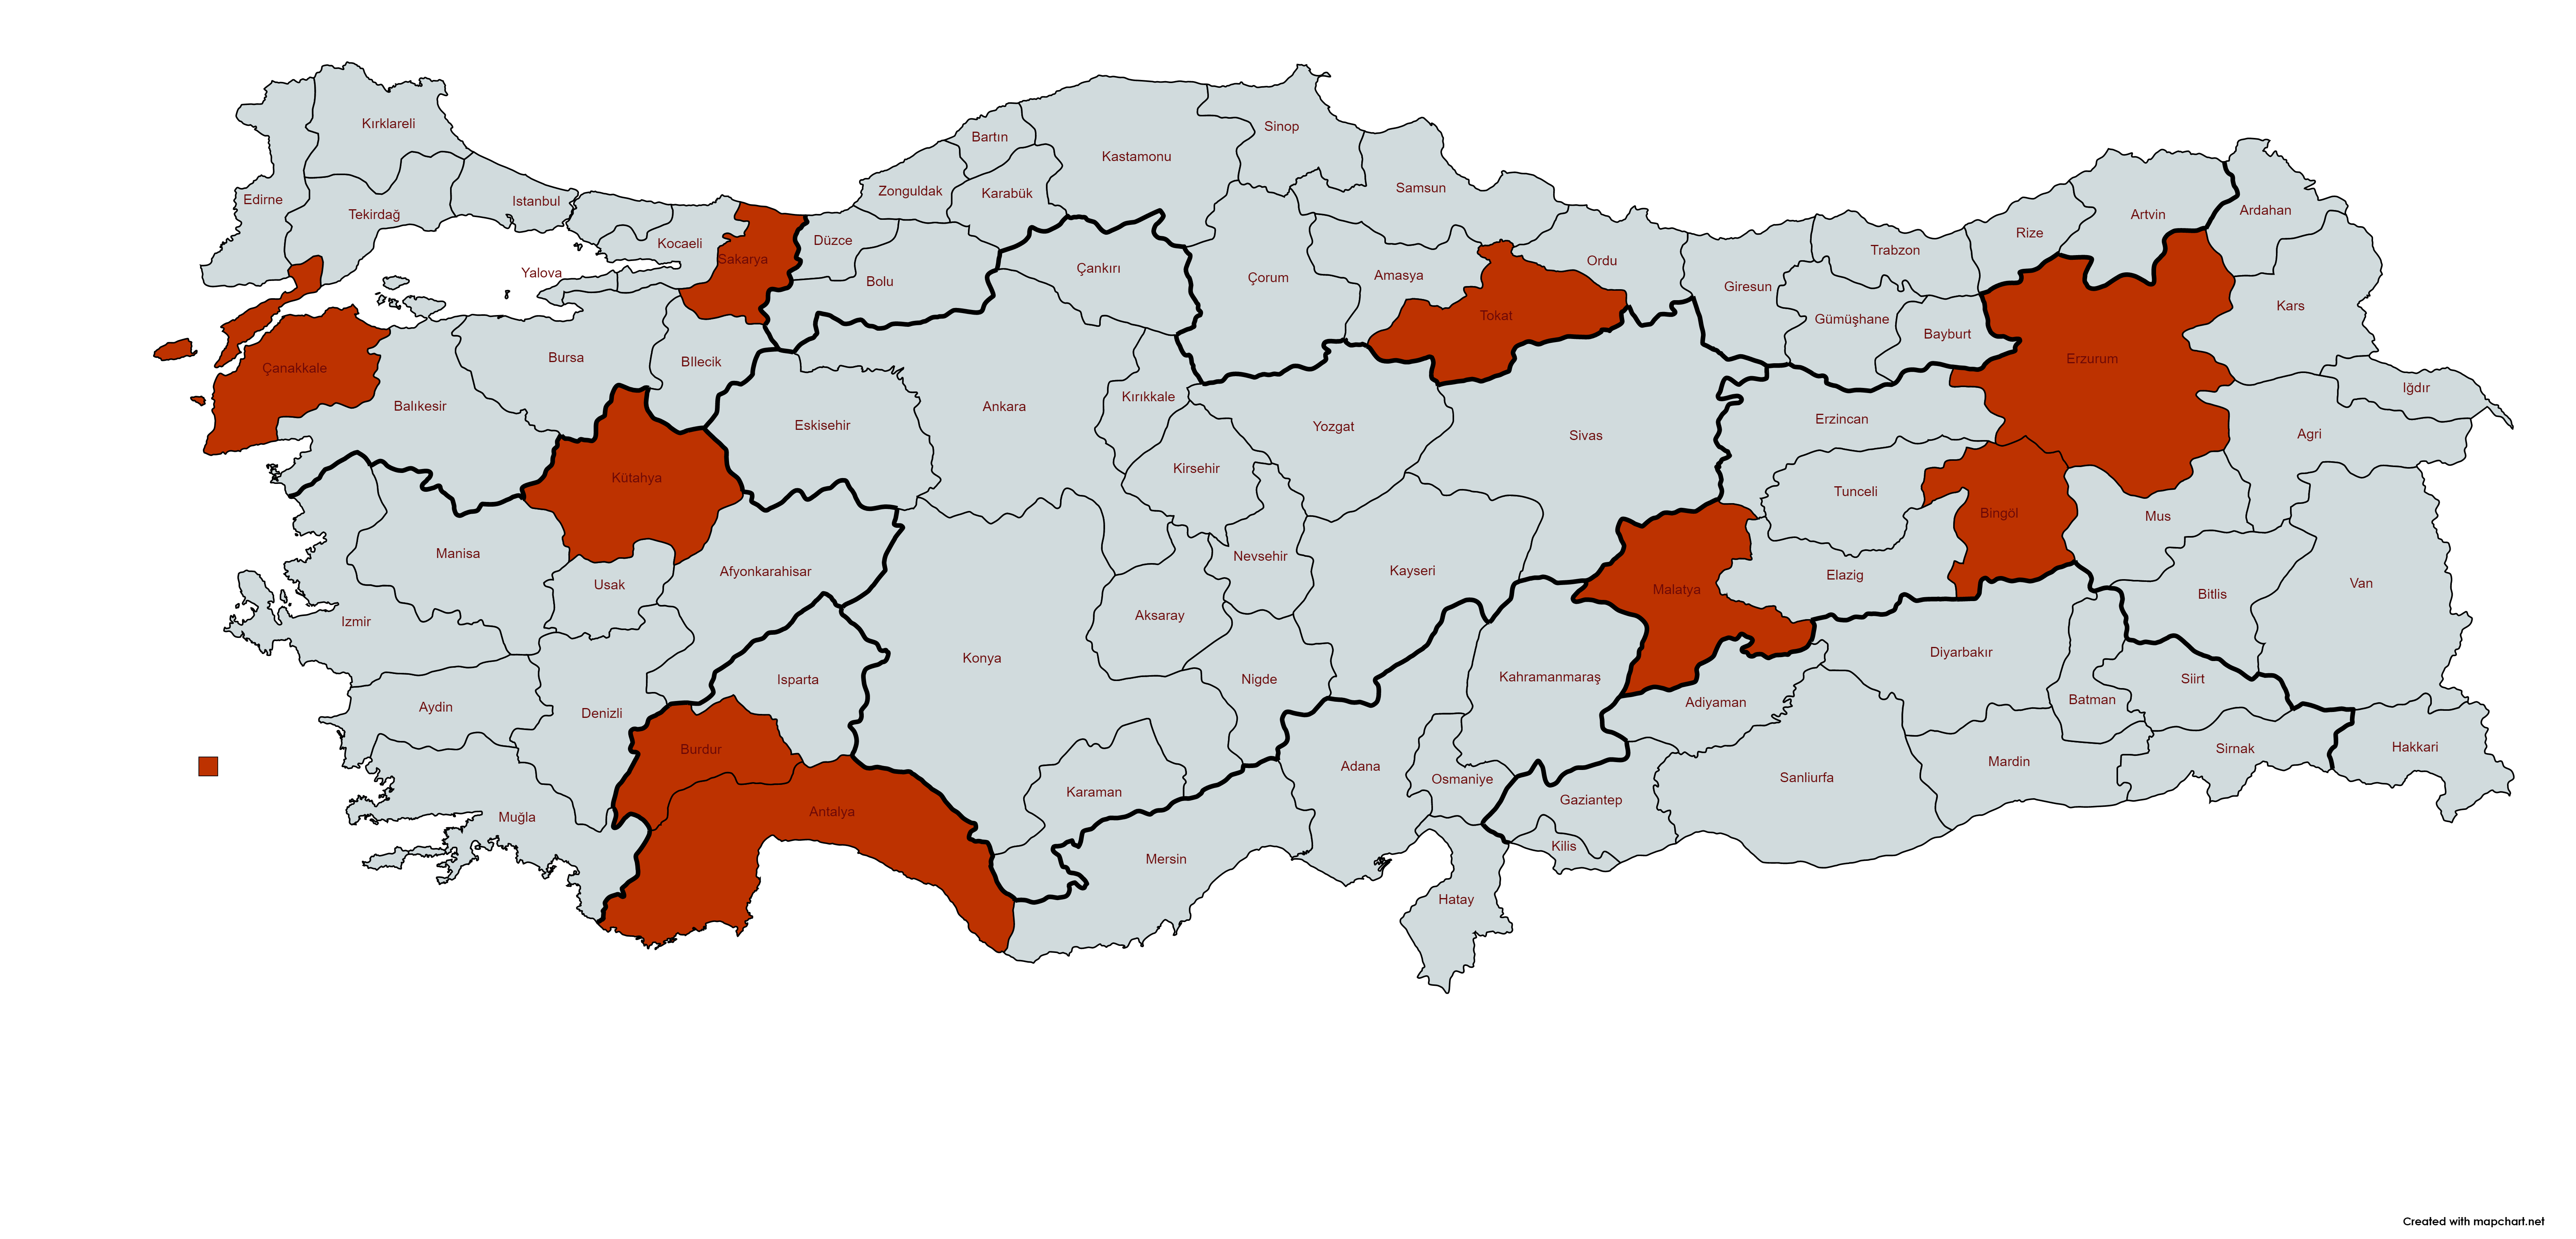 Kırklareli
Edirne
Tekirdağ
Istanbul
Kocaeli
Sakarya
Yalova
Çanakkale
Balıkesir
Bursa
BIlecik
Kütahya
Manisa
Usak
Afyonkarahisar
Izmir
Aydin
Denizli
Muğla
Isparta
Burdur
Antalya
Düzce
Bolu
Zonguldak
Bartın
Karabük
Kastamonu
Sinop
Samsun
Çankırı
Çorum
Amasya
Tokat
Ordu
Giresun
Trabzon
Rize
Artvin
Gümüşhane
Bayburt
Eskisehir
Ankara
Kırıkkale
Kirsehir
Yozgat
Sivas
Nevsehir
Kayseri
Aksaray
Konya
Nigde
Karaman
Mersin
Adana
Osmaniye
Hatay
Kahramanmaraş
Malatya
Erzincan
Tunceli
Elazig
Bingöl
Erzurum
Ardahan
Kars
Iğdır
Agri
Mus
Bitlis
Van
Hakkari
Adiyaman
Gaziantep
Kilis
Sanliurfa
Diyarbakır
Mardin
Batman
Siirt
Sirnak
Created with mapchart.net